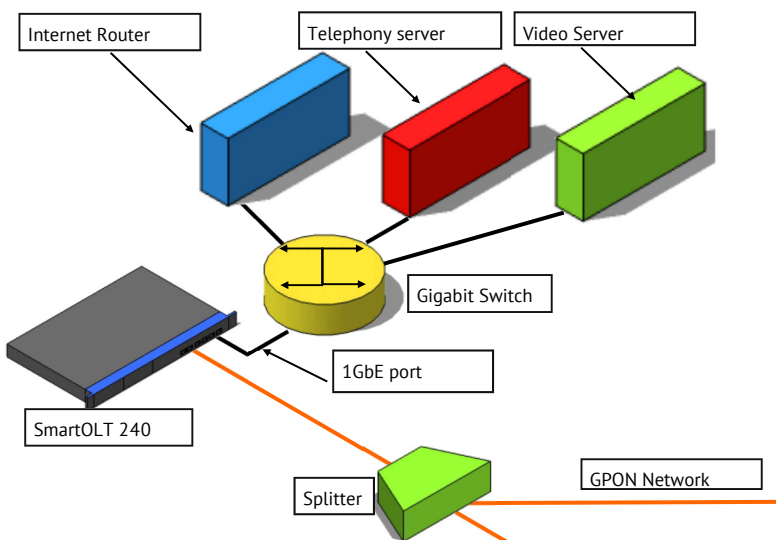 Internet Router
Telephony server
Video Server
Gigabit Switch
1GbE port
SmartOLT 240
Splitter
GPON Network